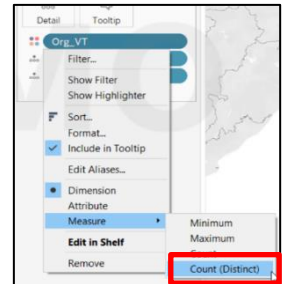 Detail Tooltip
Org_VT
Filter...
Show Filter
Show Highlighter
Sort...
Format...
Include in Tooltip
Edit Aliases...
Dimension
Attribute
Measure
Minimum
Maximum
Count (Distinct)
Edit in Shelf
Remove